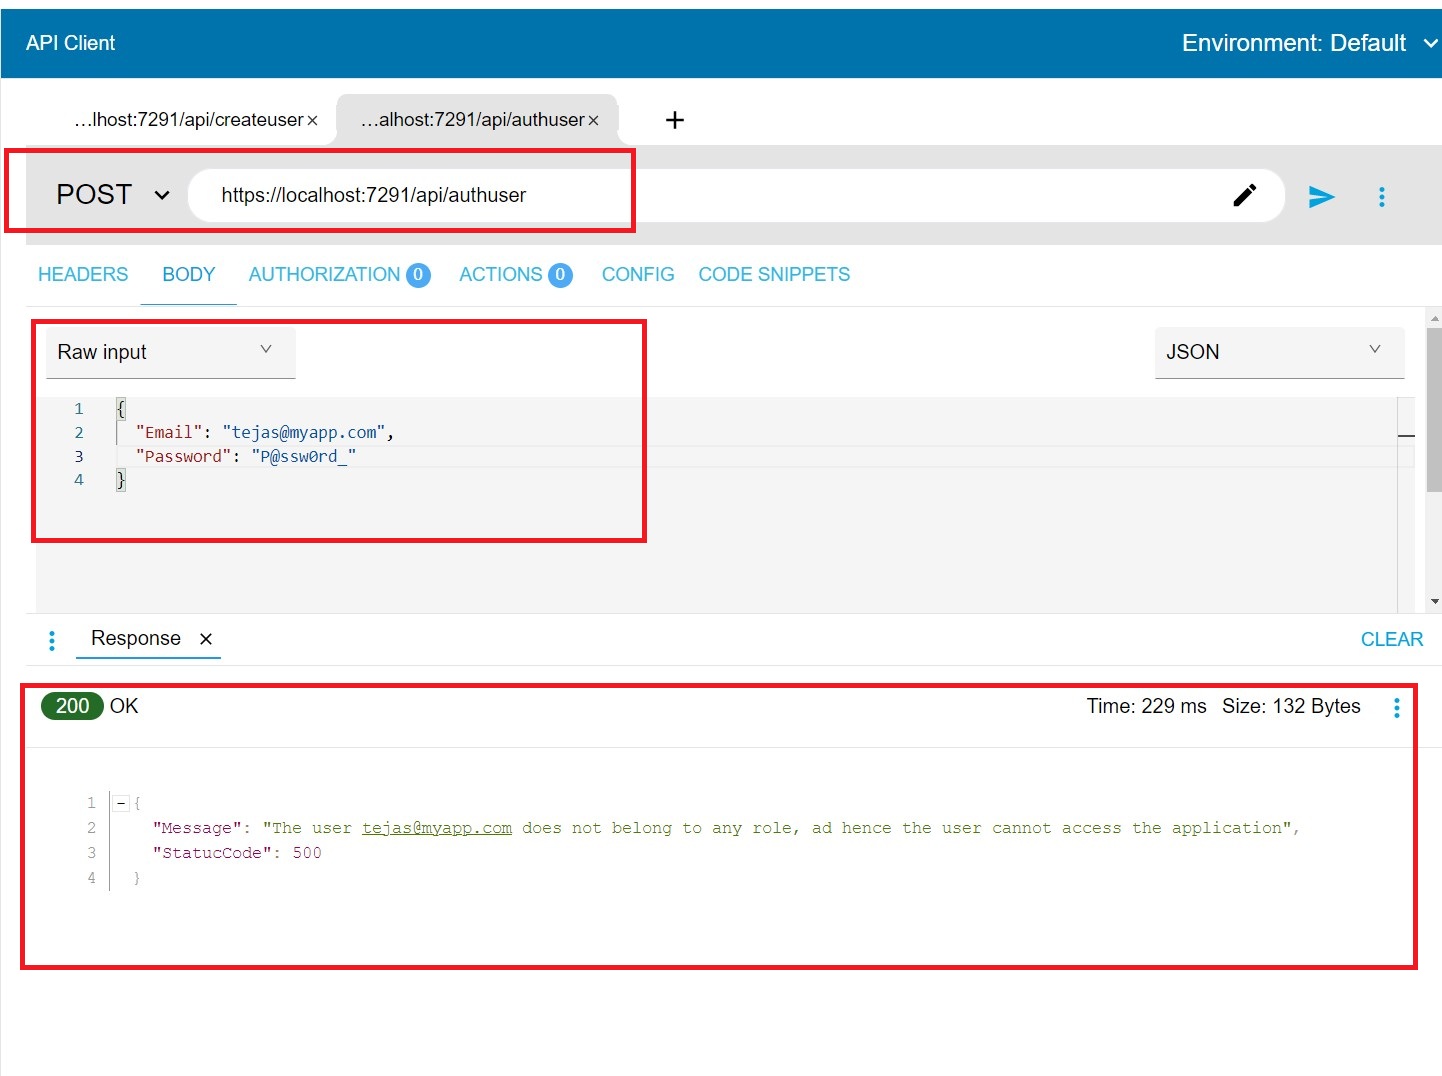 API Client
Environment: Default
...lhost:7291/api/createuser ×
...alhost:7291/api/authuser ×
+
POST
https://localhost:7291/api/authuser
HEADERS BODY AUTHORIZATION 0 ACTIONS 0 CONFIG CODE SNIPPETS
Raw input
JSON
1 {
2 "Email": "tejas@myapp.com",
3 "Password": "P@ssw0rd_"
4 }
Response ×
CLEAR
200 OK
Time: 229 ms Size: 132 Bytes
1 {
2 "Message": "The user tejas@myapp.com does not belong to any role, ad hence the user cannot access the application",
3 "StatucCode": 500
4 }